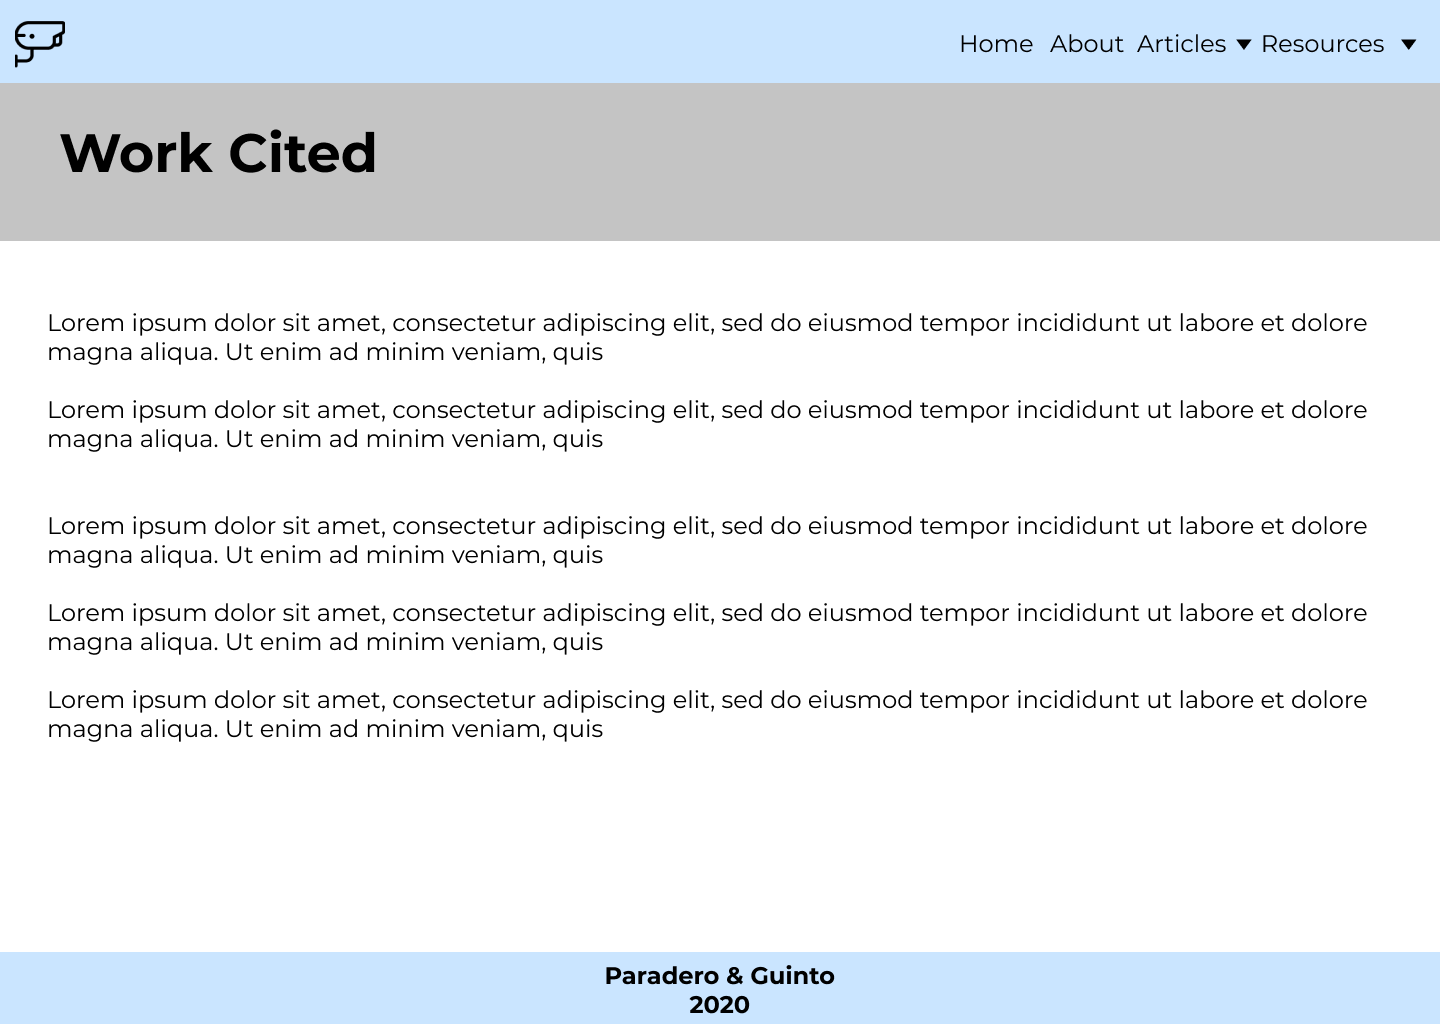 Home About Articles ▼ Resources ▼
Work Cited
Lorem ipsum dolor sit amet, consectetur adipiscing elit, sed do eiusmod tempor incididunt ut labore et dolore
magna aliqua. Ut enim ad minim veniam, quis
Lorem ipsum dolor sit amet, consectetur adipiscing elit, sed do eiusmod tempor incididunt ut labore et dolore
magna aliqua. Ut enim ad minim veniam, quis
Lorem ipsum dolor sit amet, consectetur adipiscing elit, sed do eiusmod tempor incididunt ut labore et dolore
magna aliqua. Ut enim ad minim veniam, quis
Lorem ipsum dolor sit amet, consectetur adipiscing elit, sed do eiusmod tempor incididunt ut labore et dolore
magna aliqua. Ut enim ad minim veniam, quis
Lorem ipsum dolor sit amet, consectetur adipiscing elit, sed do eiusmod tempor incididunt ut labore et dolore
magna aliqua. Ut enim ad minim veniam, quis
Paradero & Guinto
2020